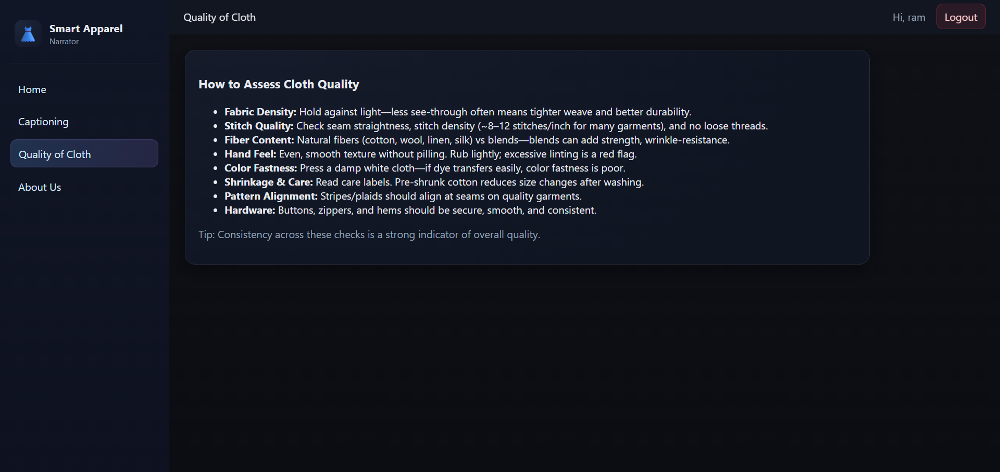 Smart Apparel
Narrator
Home
Captioning
Quality of Cloth
About Us
Quality of Cloth
Hi, ram
Logout
How to Assess Cloth Quality
• Fabric Density: Hold against light—less see-through often means tighter weave and better durability.
• Stitch Quality: Check seam straightness, stitch density (~8–12 stitches/inch for many garments), and no loose threads.
• Fiber Content: Natural fibers (cotton, wool, linen, silk) vs blends—blends can add strength, wrinkle-resistance.
• Hand Feel: Even, smooth texture without pilling. Rub lightly; excessive linting is a red flag.
• Color Fastness: Press a damp white cloth—if dye transfers easily, color fastness is poor.
• Shrinkage & Care: Read care labels. Pre-shrunk cotton reduces size changes after washing.
• Pattern Alignment: Stripes/plaids should align at seams on quality garments.
• Hardware: Buttons, zippers, and hems should be secure, smooth, and consistent.
Tip: Consistency across these checks is a strong indicator of overall quality.